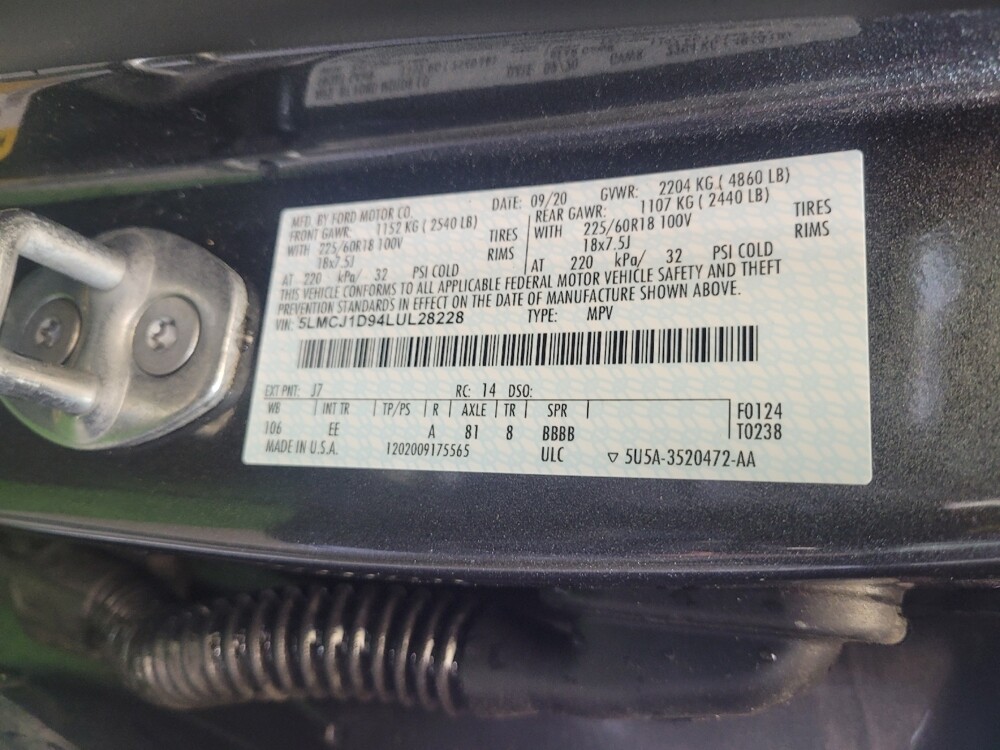 MFD. BY FORD MOTOR CO.
DATE: 09/20 GVWR: 2204 KG ( 4860 LB)
FRONT GAWR: 1152 KG ( 2540 LB)
WITH 225/60R18 100V TIRES
18x7.5J RIMS
AT 220 kPa/ 32 PSI COLD
REAR GAWR: 1107 KG ( 2440 LB)
WITH 225/60R18 100V TIRES
18x7.5J RIMS
AT 220 kPa/ 32 PSI COLD
THIS VEHICLE CONFORMS TO ALL APPLICABLE FEDERAL MOTOR VEHICLE SAFETY AND THEFT
PREVENTION STANDARDS IN EFFECT ON THE DATE OF MANUFACTURE SHOWN ABOVE.
VIN: 5LMCJ1D94LUL28228 TYPE: MPV
EXT PNT: J7 RC: 14 DSO:
WB INT TR TP/PS R AXLE TR SPR F0124
106 EE A 81 8 BBBB T0238
MADE IN U.S.A. 1202009175565 ULC ▽ 5U5A-3520472-AA